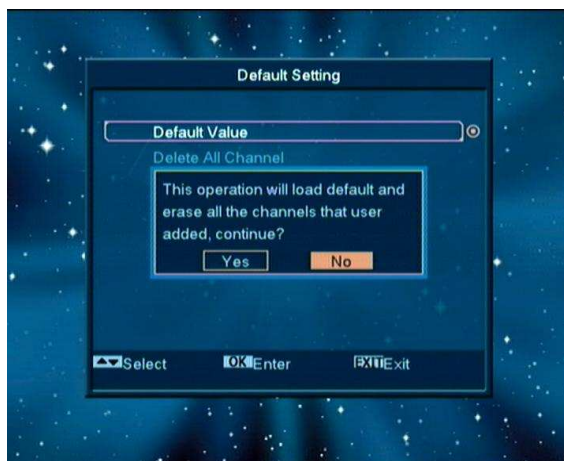 Default Setting
Default Value
Delete All Channel
This operation will load default and
erase all the channels that user
added, continue?
Yes No
Select OK Enter EXIT Exit